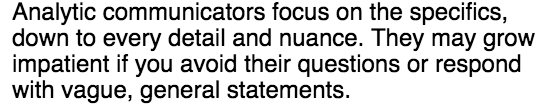 Analytic communicators focus on the specifics,
down to every detail and nuance. They may grow
impatient if you avoid their questions or respond
with vague, general statements.